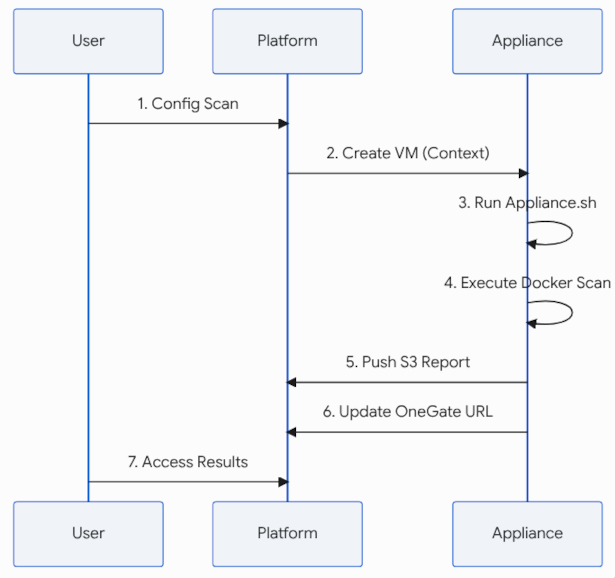 User
Platform
Appliance
1. Config Scan
2. Create VM (Context)
3. Run Appliance.sh
4. Execute Docker Scan
5. Push S3 Report
6. Update OneGate URL
7. Access Results
User
Platform
Appliance